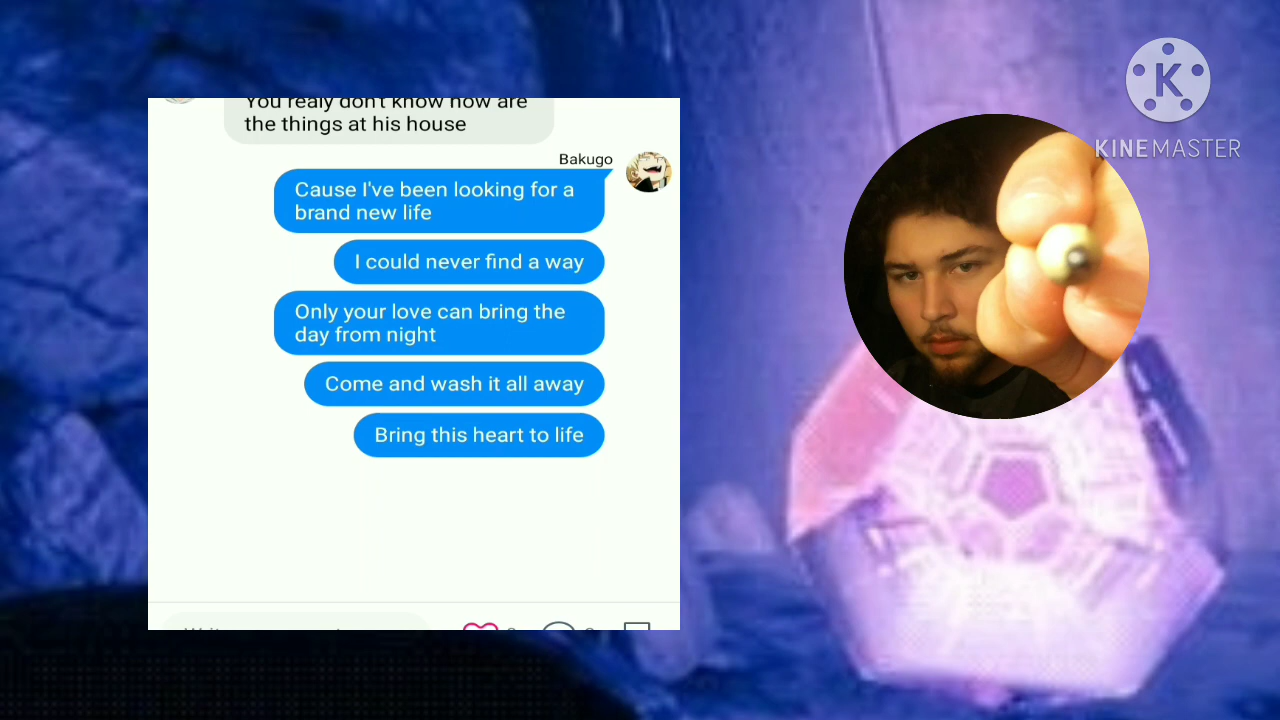 You realy don't know how are
the things at his house
Bakugo
Cause I've been looking for a
brand new life
I could never find a way
Only your love can bring the
day from night
Come and wash it all away
Bring this heart to life
K
KINEMASTER